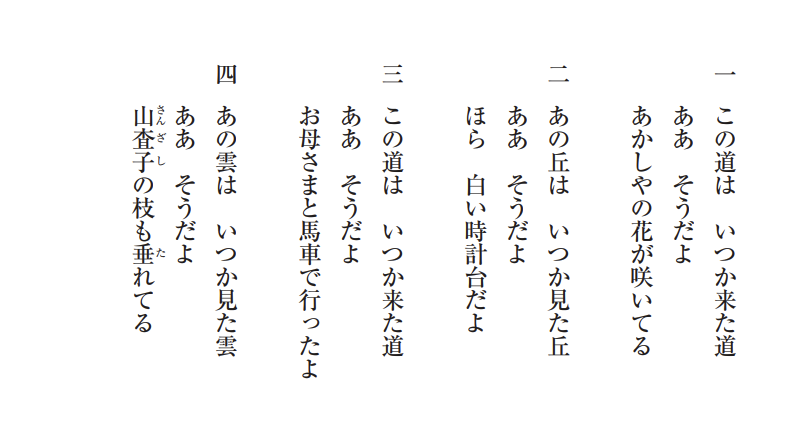 一　この道は　いつか来た道
ああ　そうだよ
あかしやの花が咲いてる
二　あの丘は　いつか見た丘
ああ　そうだよ
ほら　白い時計台だよ
三　この道は　いつか来た道
ああ　そうだよ
お母さまと馬車で行ったよ
四　あの雲は　いつか見た雲
ああ　そうだよ
山査子の枝も垂れてる
さんざし
た